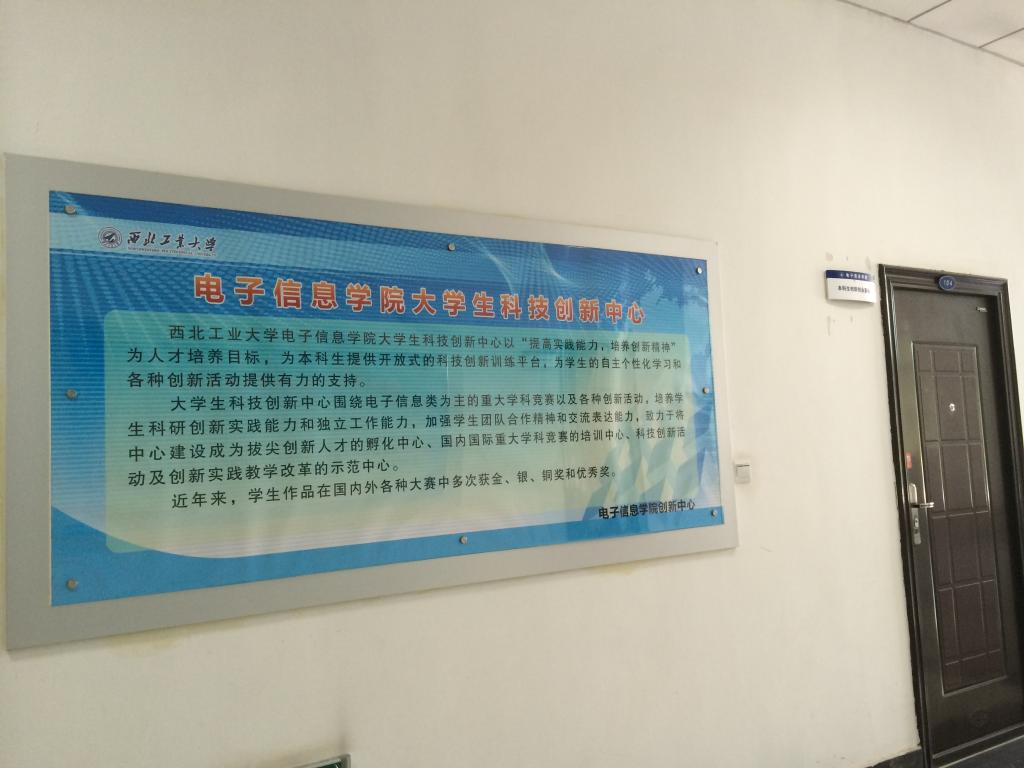 西北工业大学
电子信息学院大学生科技创新中心
西北工业大学电子信息学院大学生科技创新中心以“提高实践能力，培养创新精神”
为人才培养目标，为本科生提供开放式的科技创新训练平台，为学生的自主个性化学习和
各种创新活动提供有力的支持。
大学生科技创新中心围绕电子信息类为主的重大学科竞赛以及各种创新活动，培养学
生科研创新实践能力和独立工作能力，加强学生团队合作精神和交流表达能力，致力于将
中心建设成为拔尖创新人才的孵化中心、国内国际重大学科竞赛的培训中心、科技创新活
动及创新实践教学改革的示范中心。
近年来，学生作品在国内外各种大赛中多次获金、银、铜奖和优秀奖。
电子信息学院创新中心
电子信息学院
104